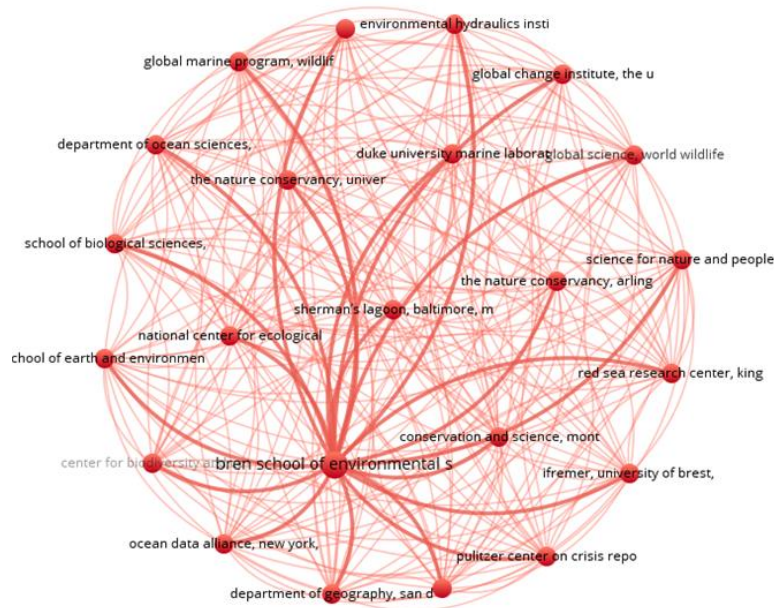 environmental hydraulics insti
global marine program, wildlif
global change institute, the u
department of ocean sciences,
duke university marine laborat
global science, world wildlife
the nature conservancy, univer
school of biological sciences,
science for nature and people
the nature conservancy, arling
sherman's lagoon, baltimore, m
national center for ecological
chool of earth and environmen
red sea research center, king
conservation and science, mont
center for biodiversity
bren school of environmental s
ifremer, university of brest,
ocean data alliance, new york,
pulitzer center on crisis repo
department of geography, san d